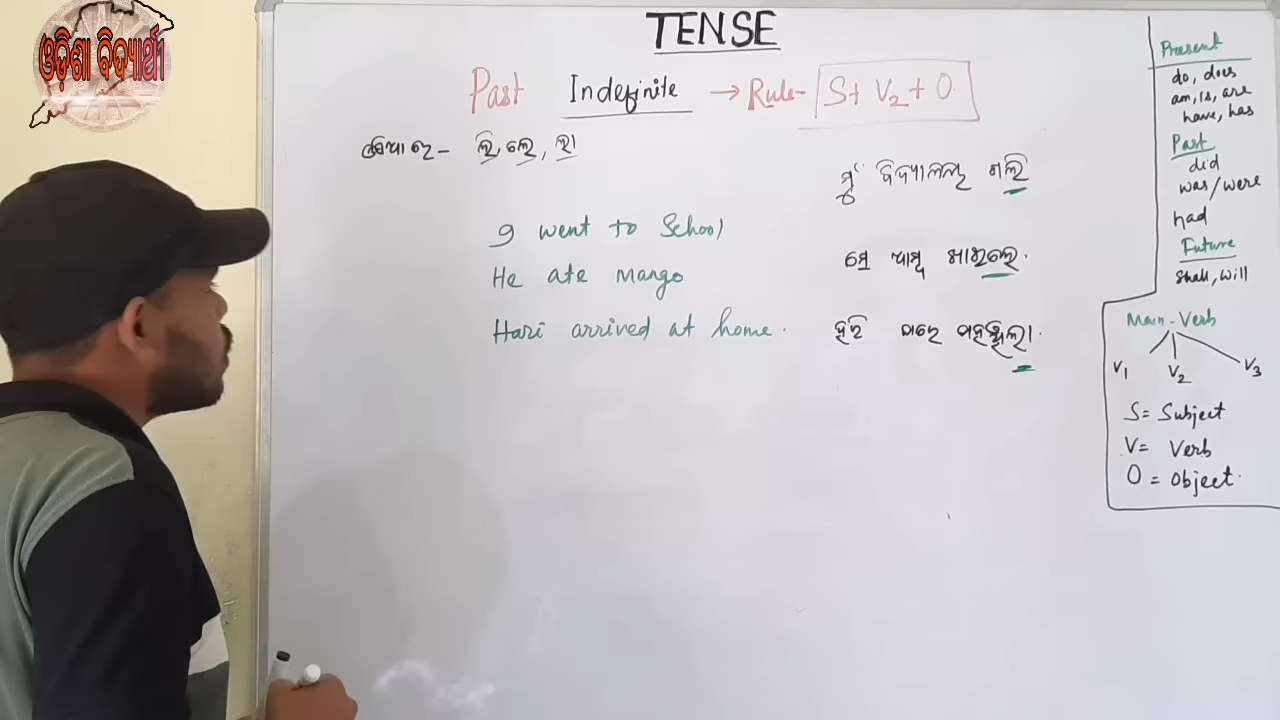 ଓଡ଼ିଶା ବିଦ୍ୟାର୍ଥୀ
TENSE
Past Indefinite → Rule- S+ V2 + O
ଲି, ଲେ, ଲା
ମୁଁ ବିଦ୍ୟାଳୟ ଗଲି
I went to School
ସେ ଆମ୍ବ ଖାଇଲେ.
He ate mango
ହରି ଘରେ ପହଞ୍ଚିଲା.
Hari arrived at home.
Present
do, does
am, is, are
have, has
Past
did
was/were
had
Future
Shall, will
Main-Verb
V1 V2 V3
S= Subject
V= Verb
O = Object.